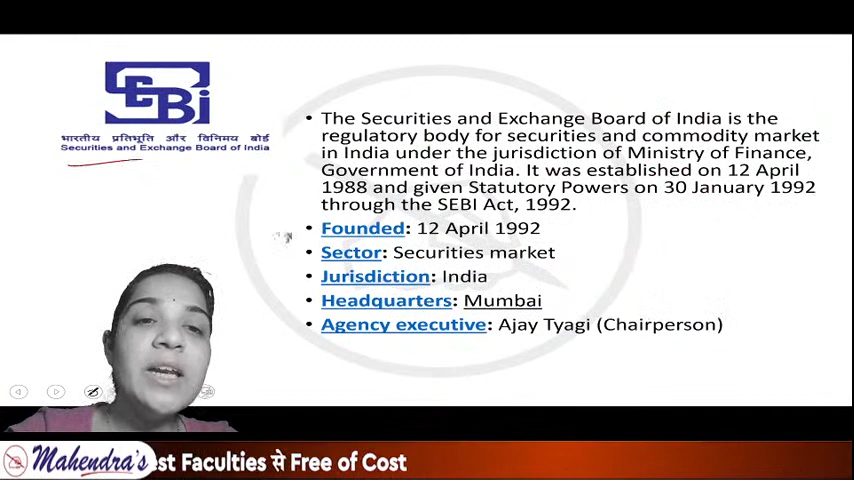 SEBI
भारतीय प्रतिभूति और विनिमय बोर्ड
Securities and Exchange Board of India
• The Securities and Exchange Board of India is the
regulatory body for securities and commodity market
in India under the jurisdiction of Ministry of Finance,
Government of India. It was established on 12 April
1988 and given Statutory Powers on 30 January 1992
through the SEBI Act, 1992.
• Founded: 12 April 1992
• Sector: Securities market
• Jurisdiction: India
• Headquarters: Mumbai
• Agency executive: Ajay Tyagi (Chairperson)
Mahendra's
est Faculties से Free of Cost